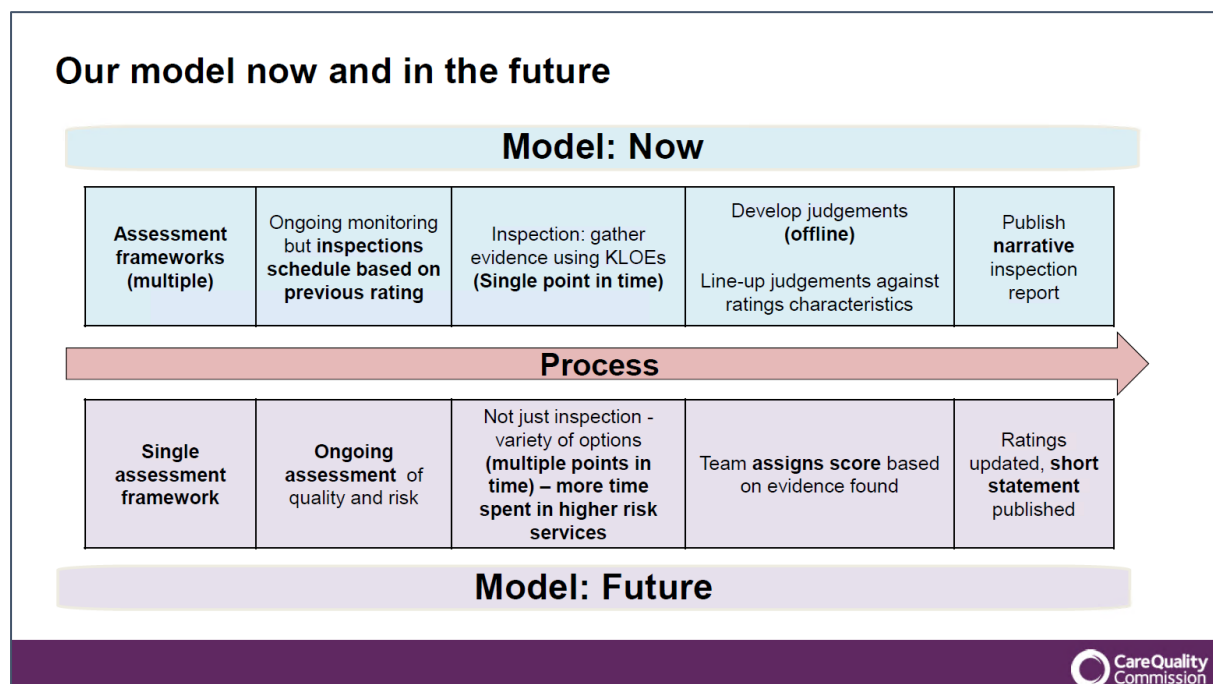 Our model now and in the future
Model: Now
Assessment
frameworks
(multiple)
Ongoing monitoring
but inspections
schedule based on
previous rating
Inspection: gather
evidence using KLOEs
(Single point in time)
Develop judgements
(offline)
Line-up judgements against
ratings characteristics
Publish
narrative
inspection
report
Process
Single
assessment
framework
Ongoing
assessment of
quality and risk
Not just inspection -
variety of options
(multiple points in
time) – more time
spent in higher risk
services
Team assigns score based
on evidence found
Ratings
updated, short
statement
published
Model: Future
CareQuality
Commission